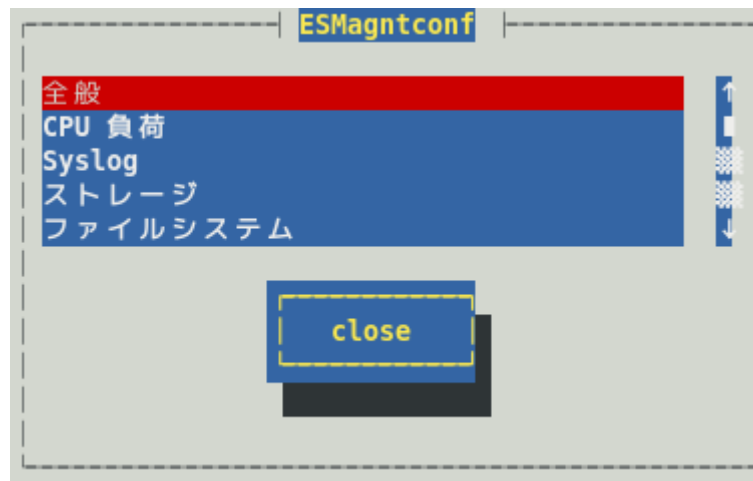 ESMagntconf
全般
CPU 負荷
Syslog
ストレージ
ファイルシステム
close